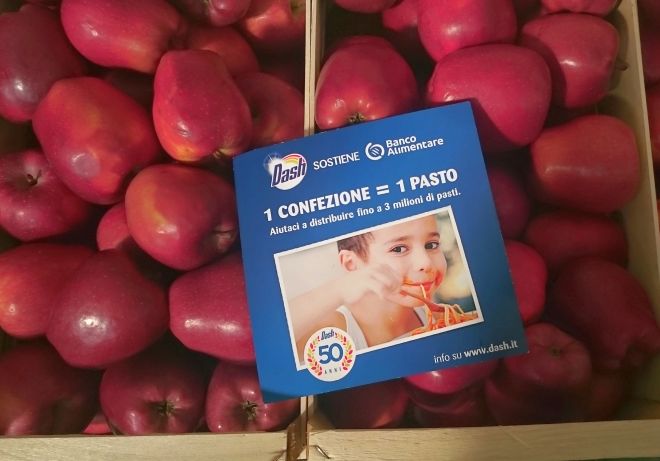 Dash SOSTIENE Banco Alimentare
1 CONFEZIONE = 1 PASTO
Aiutaci a distribuire fino a 3 milioni di pasti.
Dash
50
ANNI
info su www.dash.it